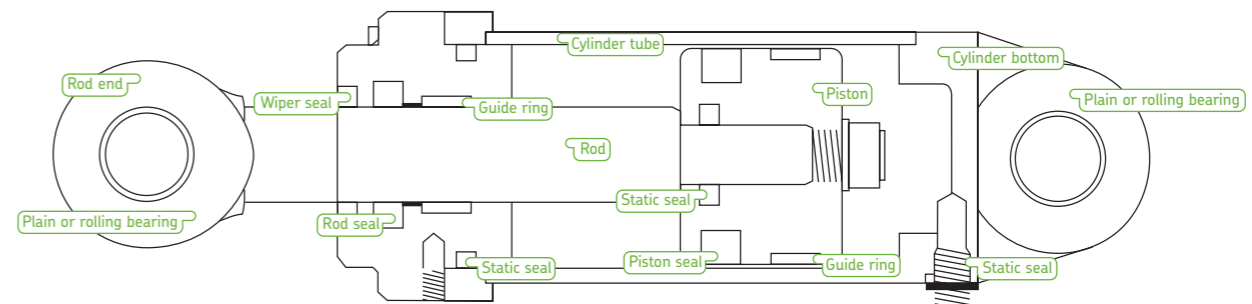 Cylinder tube
Cylinder bottom
Rod end
Wiper seal
Guide ring
Piston
Plain or rolling bearing
Rod
Static seal
Plain or rolling bearing
Rod seal
Static seal
Piston seal
Guide ring
Static seal